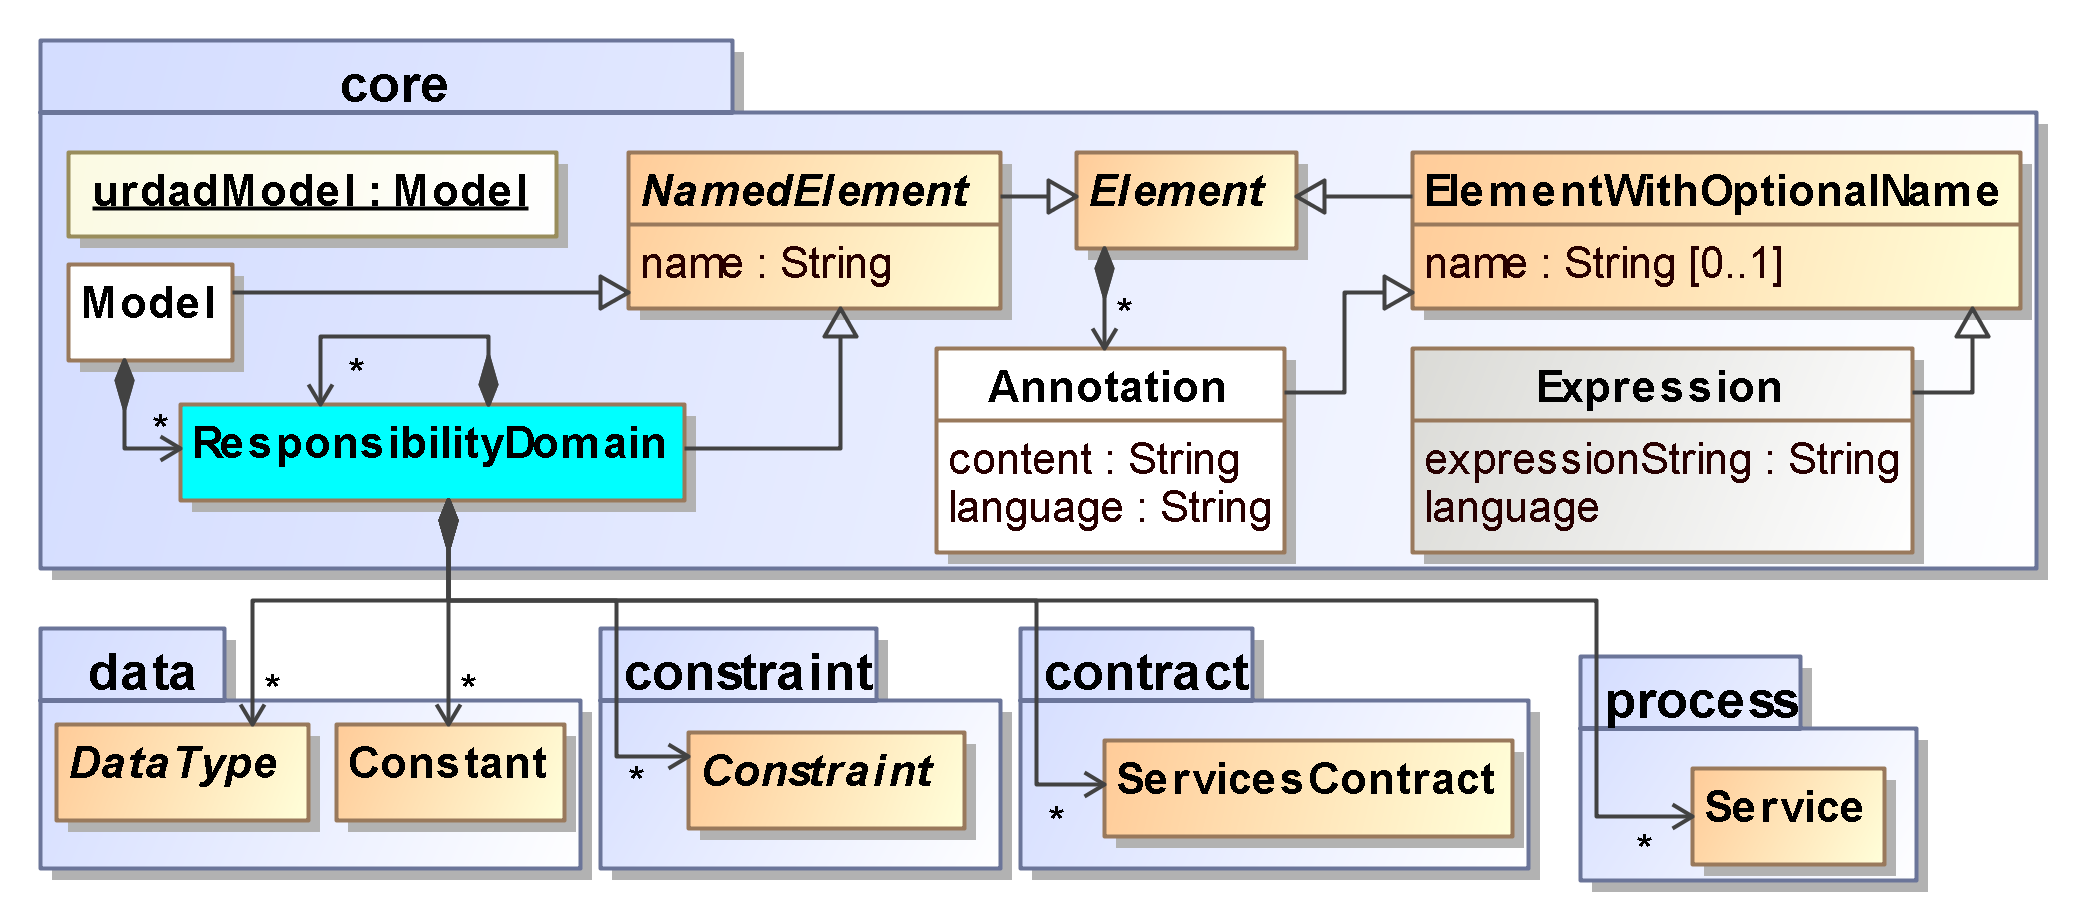 core
urdadModel : Model
NamedElement
name : String
Element
*
ElementWithOptionalName
name : String [0..1]
Model
*
*
ResponsibilityDomain
Annotation
content : String
language : String
Expression
expressionString : String
language
data
*
*
DataType
Constant
constraint
*
Constraint
contract
*
ServicesContract
process
*
Service